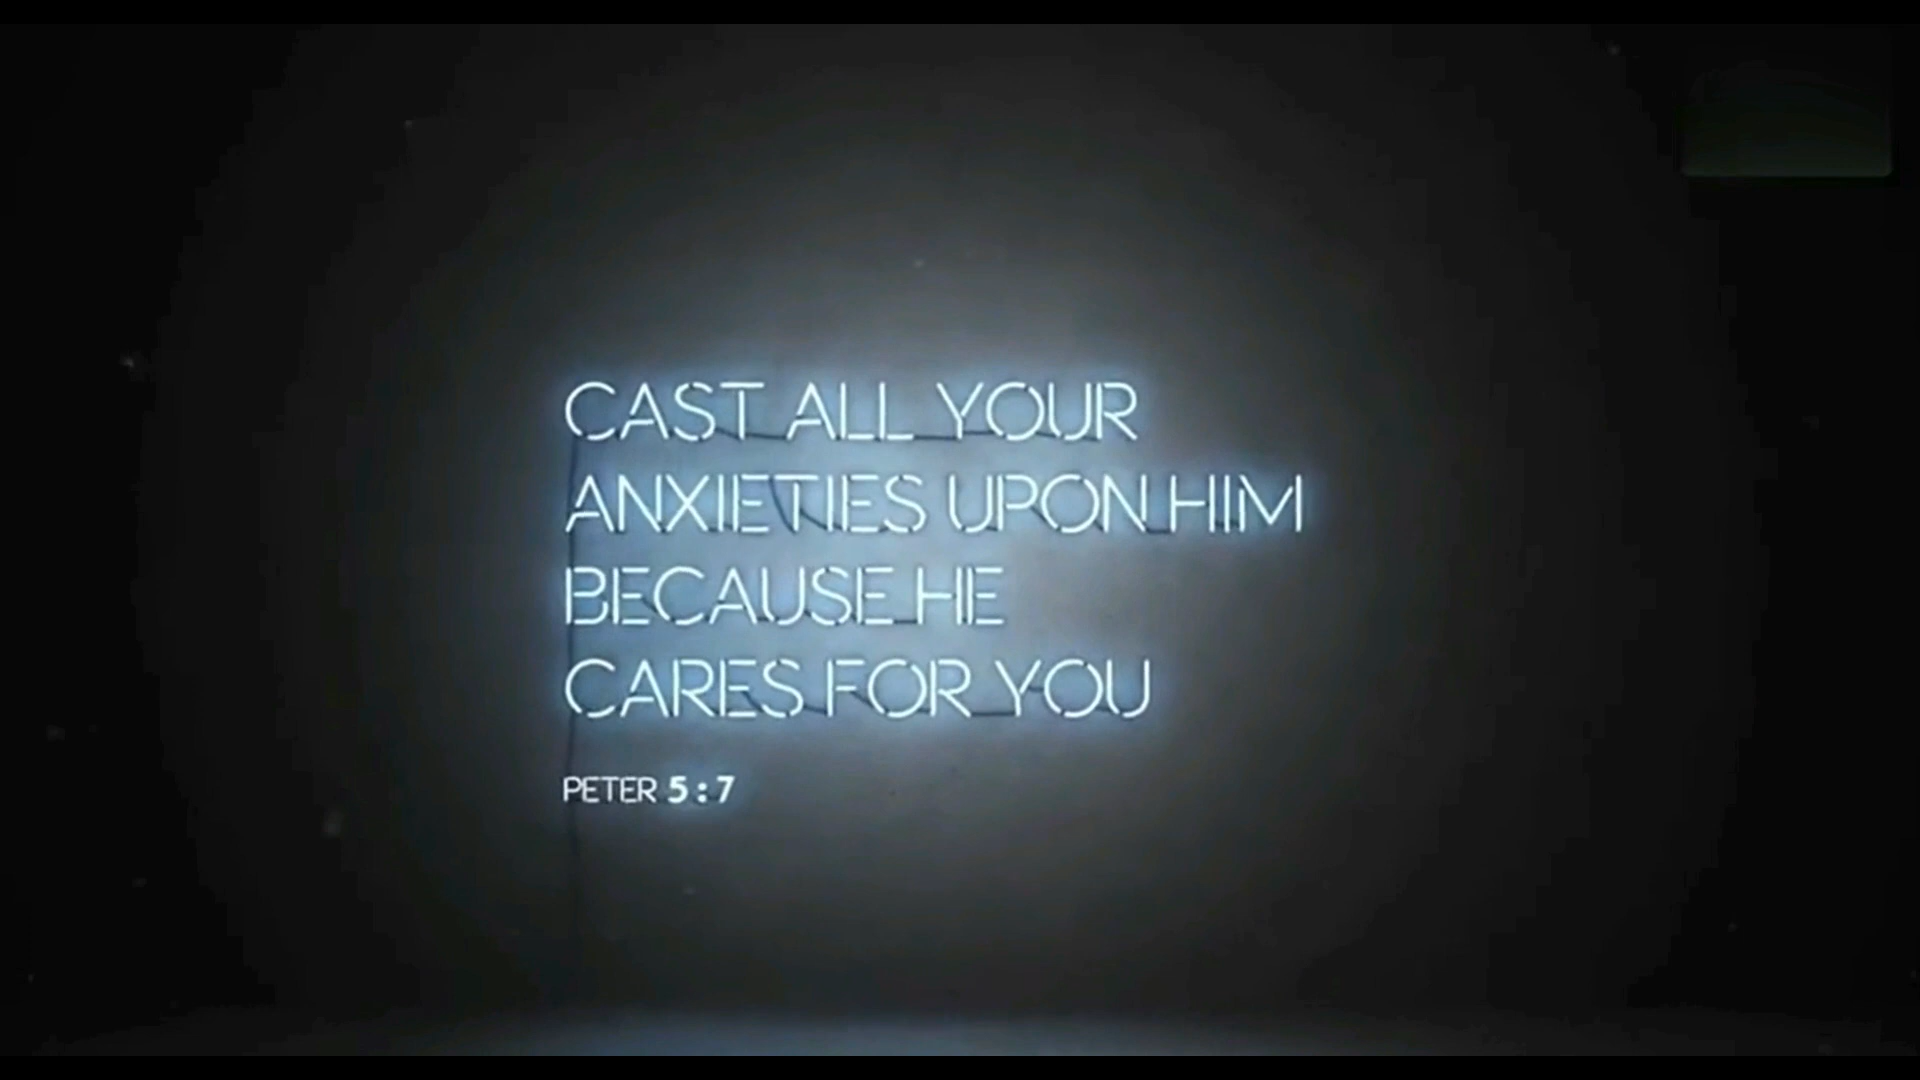 CAST ALL YOUR
ANXIETIES UPON HIM
BECAUSE HE
CARES FOR YOU
PETER 5:7